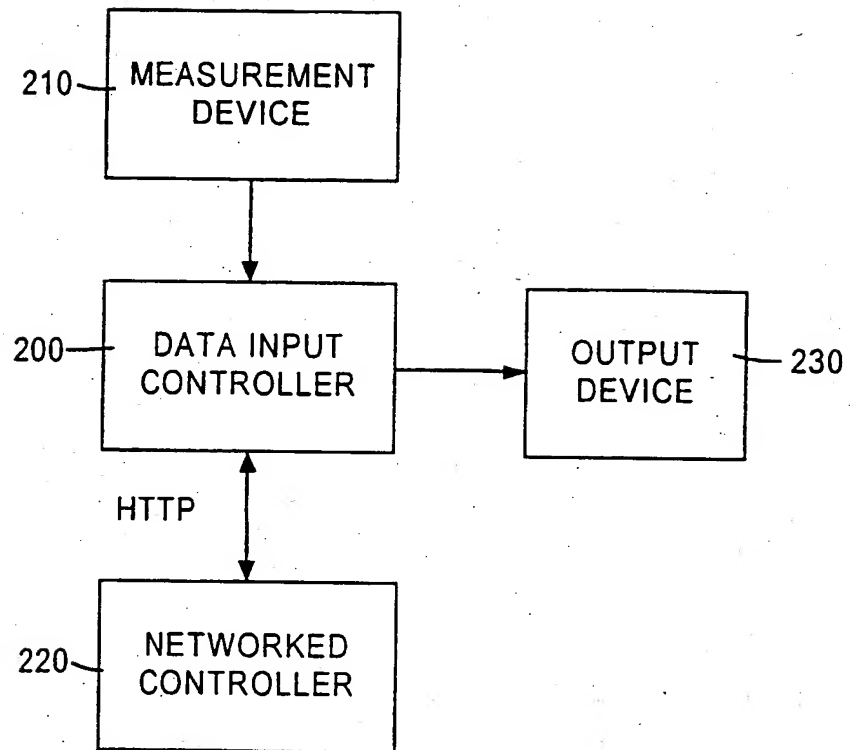 210
MEASUREMENT
DEVICE
200
DATA INPUT
CONTROLLER
OUTPUT
DEVICE
230
HTTP
220
NETWORKED
CONTROLLER